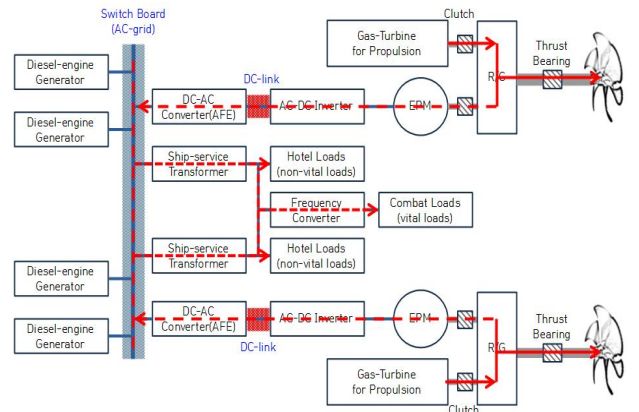 Switch Board
(AC-grid)
Clutch
Gas-Turbine
for Propulsion
Thrust
Bearing
R/G
Diesel-engine
Generator
DC-link
DC-AC
Converter(AFE)
AC-DC Inverter
EPM
Diesel-engine
Generator
Ship-service
Transformer
Hotel Loads
(non-vital loads)
Frequency
Converter
Combat Loads
(vital loads)
Ship-service
Transformer
Hotel Loads
(non-vital loads)
Diesel-engine
Generator
DC-AC
Converter(AFE)
AC-DC Inverter
EPM
Diesel-engine
Generator
DC-link
R/G
Thrust
Bearing
Gas-Turbine
for Propulsion
Clutch